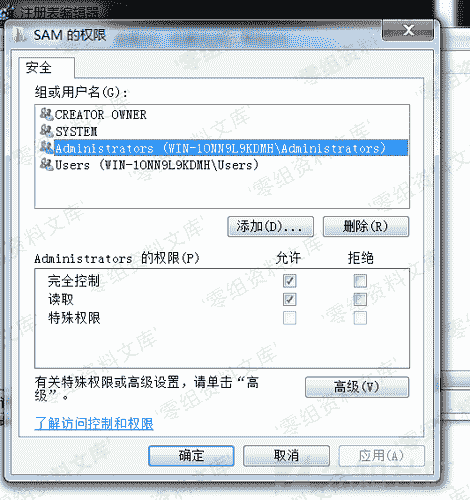 注册表编辑器
SAM 的权限
安全
组或用户名(G):
CREATOR OWNER
SYSTEM
Administrators (WIN-1ONN9L9KDMH\Administrators)
Users (WIN-1ONN9L9KDMH\Users)
添加(D)...
删除(R)
Administrators 的权限(P)
允许
拒绝
完全控制
读取
特殊权限
有关特殊权限或高级设置，请单击“高
级”。
高级(V)
了解访问控制和权限
确定
取消
应用(A)
'零组资料文库'